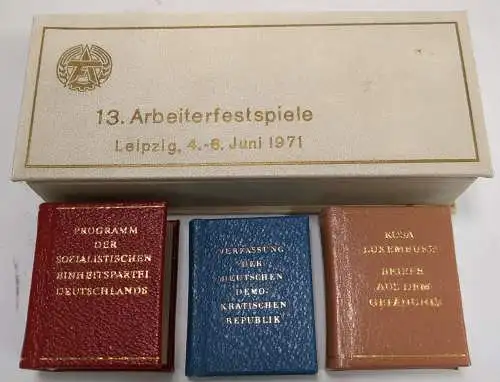 13. Arbeiterfestspiele
Leipzig, 4.-6. Juni 1971
PROGRAMM
DER
SOZIALISTISCHEN
EINHEITSPARTEI
DEUTSCHLANDS
VERFASSUNG
DER
DEUTSCHEN
DEMO-
KRATISCHEN
REPUBLIK
ROSA
LUXEMBURG
BRIEFE
AUS DEM
GEFÄNGNIS